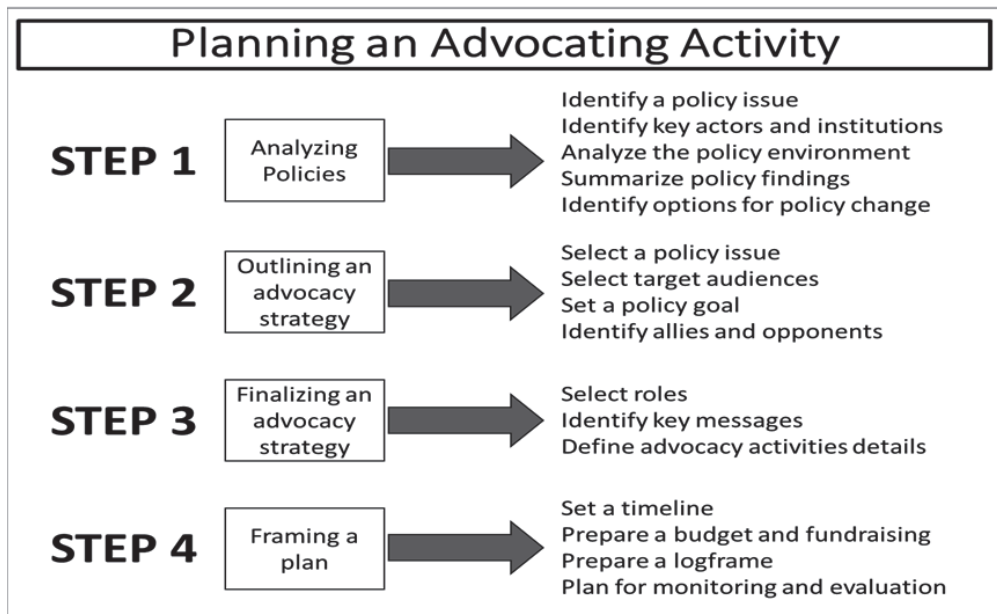 Planning an Advocating Activity
STEP 1
Analyzing
Policies
Identify a policy issue
Identify key actors and institutions
Analyze the policy environment
Summarize policy findings
Identify options for policy change
STEP 2
Outlining an
advocacy
strategy
Select a policy issue
Select target audiences
Set a policy goal
Identify allies and opponents
STEP 3
Finalizing an
advocacy
strategy
Select roles
Identify key messages
Define advocacy activities details
STEP 4
Framing a
plan
Set a timeline
Prepare a budget and fundraising
Prepare a logframe
Plan for monitoring and evaluation